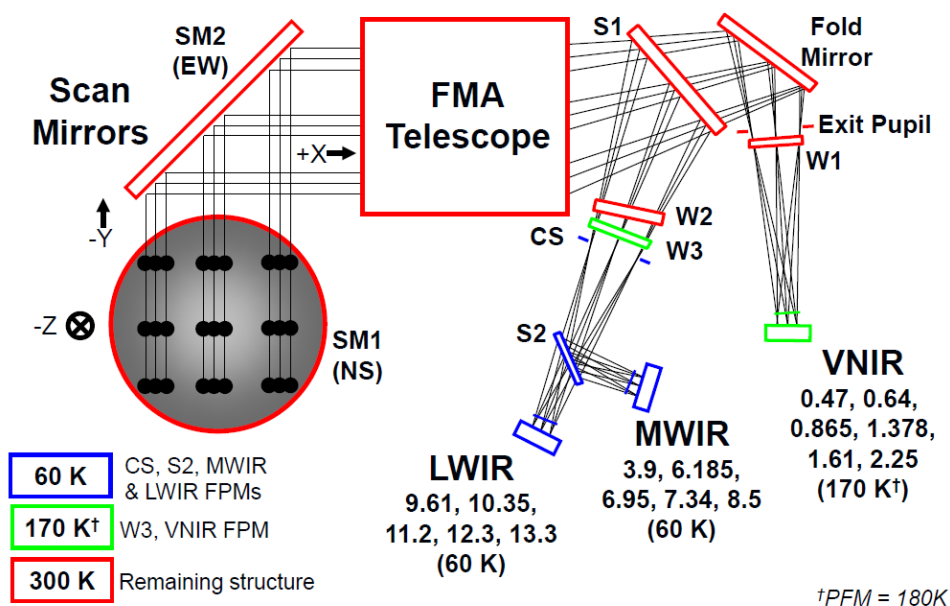 SM2
(EW)
Scan
Mirrors
FMA
Telescope
+X
S1
Fold
Mirror
Exit Pupil
W1
W2
W3
CS
-Y
-Z
SM1
(NS)
S2
VNIR
0.47, 0.64,
0.865, 1.378,
1.61, 2.25
(170 K†)
MWIR
3.9, 6.185,
6.95, 7.34, 8.5
(60 K)
LWIR
9.61, 10.35,
11.2, 12.3, 13.3
(60 K)
60 K
CS, S2, MWIR
& LWIR FPMs
170 K†
W3, VNIR FPM
300 K
Remaining structure
†PFM = 180K